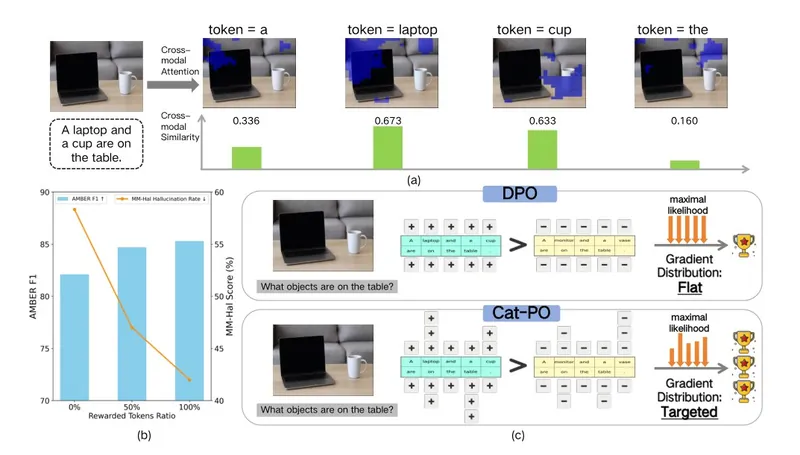 token = a
token = laptop
token = cup
token = the
Cross-
modal
Attention
A laptop and
a cup are on
the table.
Cross-
modal
Similarity
0.336
0.673
0.633
0.160
(a)
AMBER F1 ↑
MM-Hal Hallucination Rate ↓
90
85
80
75
70
AMBER F1
60
55
50
45
40
MM-Hal Score (%)
0%
50%
100%
Rewarded Tokens Ratio
(b)
DPO
What objects are on the table?
+ + + + +
A laptop and a cup
are on the table .
+ + + + +
>
− − − − −
A monitor and a vase
are on the table .
− − − − −
maximal
likelihood
Gradient
Distribution:
Flat
Cat-PO
What objects are on the table?
+ +
+ + + + +
A laptop and a cup
are on the table .
+ + + + +
+ +
+
>
−
− −
− − − − −
A monitor and a vase
are on the table .
− − − − −
− −
maximal
likelihood
Gradient
Distribution:
Targeted
(c)